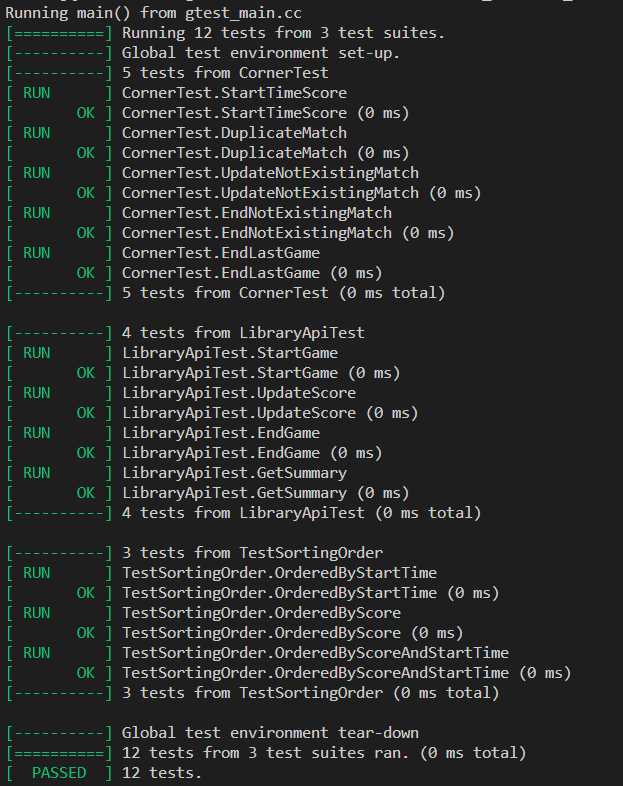 Running main() from gtest_main.cc
[==========] Running 12 tests from 3 test suites.
[----------] Global test environment set-up.
[----------] 5 tests from CornerTest
[ RUN      ] CornerTest.StartTimeScore
[       OK ] CornerTest.StartTimeScore (0 ms)
[ RUN      ] CornerTest.DuplicateMatch
[       OK ] CornerTest.DuplicateMatch (0 ms)
[ RUN      ] CornerTest.UpdateNotExistingMatch
[       OK ] CornerTest.UpdateNotExistingMatch (0 ms)
[ RUN      ] CornerTest.EndNotExistingMatch
[       OK ] CornerTest.EndNotExistingMatch (0 ms)
[ RUN      ] CornerTest.EndLastGame
[       OK ] CornerTest.EndLastGame (0 ms)
[----------] 5 tests from CornerTest (0 ms total)

[----------] 4 tests from LibraryApiTest
[ RUN      ] LibraryApiTest.StartGame
[       OK ] LibraryApiTest.StartGame (0 ms)
[ RUN      ] LibraryApiTest.UpdateScore
[       OK ] LibraryApiTest.UpdateScore (0 ms)
[ RUN      ] LibraryApiTest.EndGame
[       OK ] LibraryApiTest.EndGame (0 ms)
[ RUN      ] LibraryApiTest.GetSummary
[       OK ] LibraryApiTest.GetSummary (0 ms)
[----------] 4 tests from LibraryApiTest (0 ms total)

[----------] 3 tests from TestSortingOrder
[ RUN      ] TestSortingOrder.OrderedByStartTime
[       OK ] TestSortingOrder.OrderedByStartTime (0 ms)
[ RUN      ] TestSortingOrder.OrderedByScore
[       OK ] TestSortingOrder.OrderedByScore (0 ms)
[ RUN      ] TestSortingOrder.OrderedByScoreAndStartTime
[       OK ] TestSortingOrder.OrderedByScoreAndStartTime (0 ms)
[----------] 3 tests from TestSortingOrder (0 ms total)

[----------] Global test environment tear-down
[==========] 12 tests from 3 test suites ran. (0 ms total)
[  PASSED  ] 12 tests.